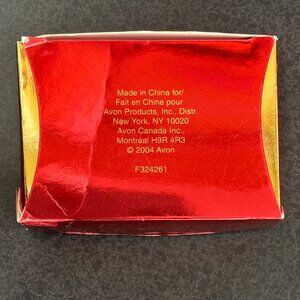 Made in China for/
Fait en Chine pour
Avon Products, Inc., Distr.
New York, NY 10020
Avon Canada Inc.,
Montréal H9R 4R3
© 2004 Avon
F324261